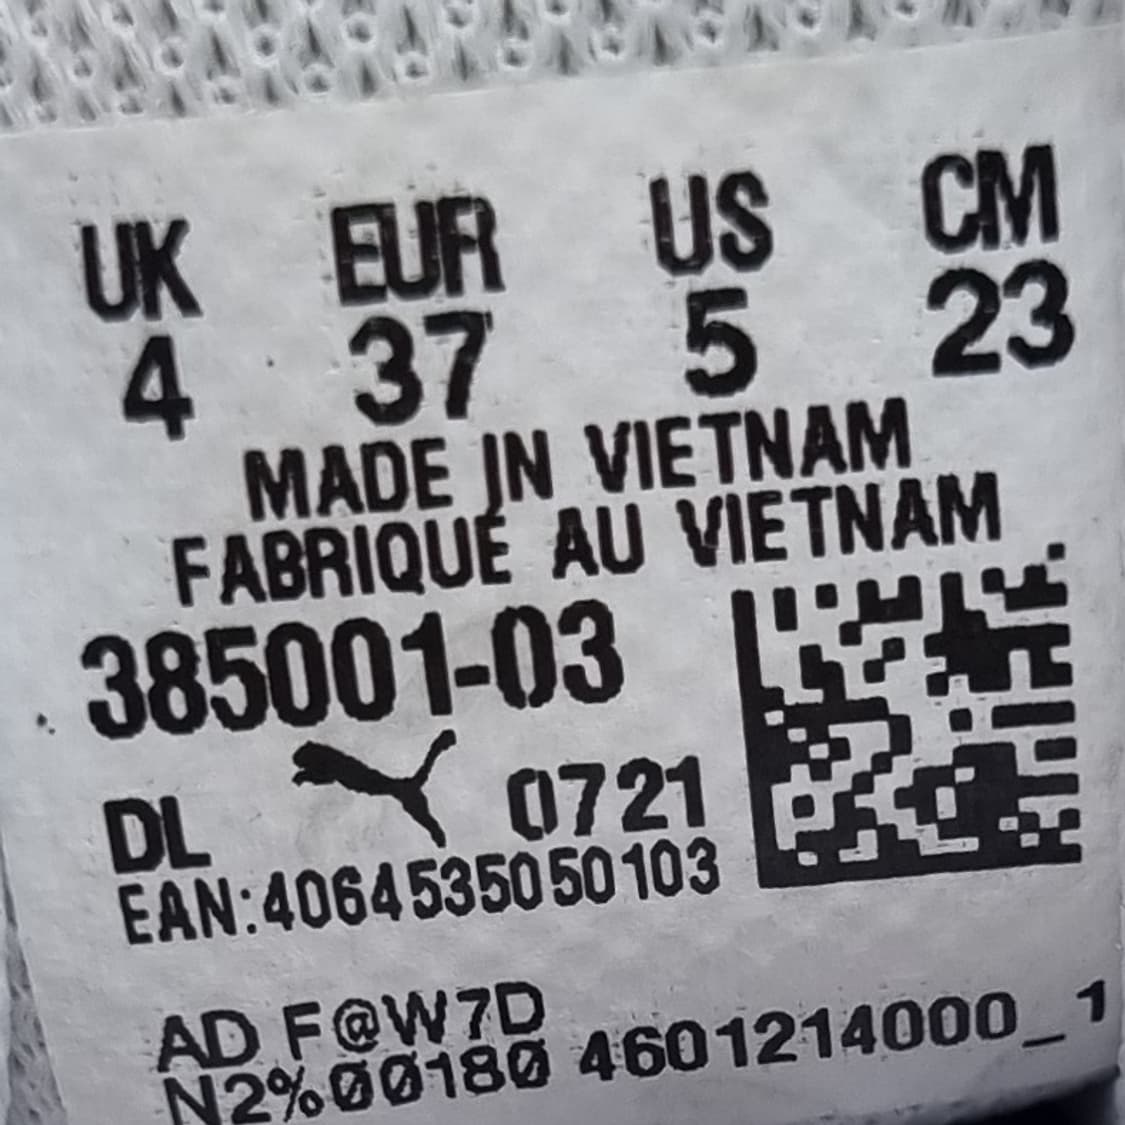 UK EUR US CM
4 37 5 23
MADE IN VIETNAM
FABRIQUÉ AU VIETNAM
385001-03
DL 0721
EAN:4064535050103
AD F@W7D
N2%00180 4601214000_1